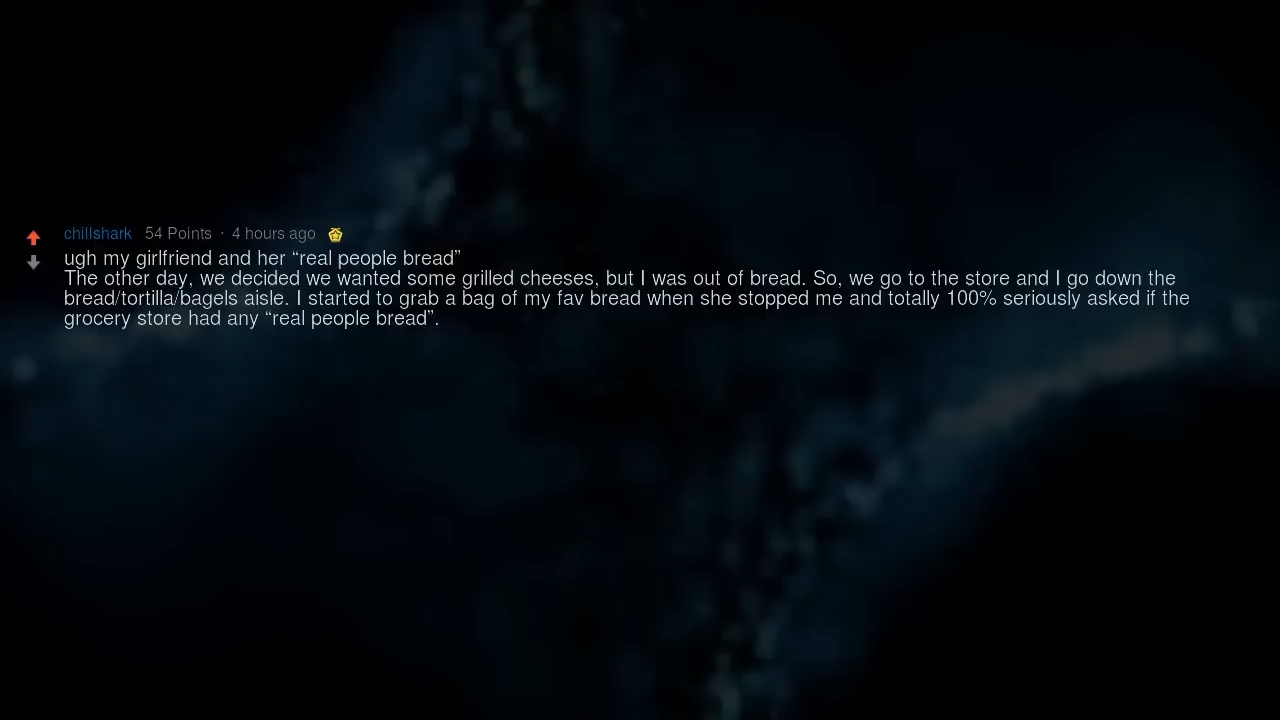 chillshark 54 Points · 4 hours ago
ugh my girlfriend and her “real people bread”
The other day, we decided we wanted some grilled cheeses, but I was out of bread. So, we go to the store and I go down the
bread/tortilla/bagels aisle. I started to grab a bag of my fav bread when she stopped me and totally 100% seriously asked if the
grocery store had any “real people bread”.